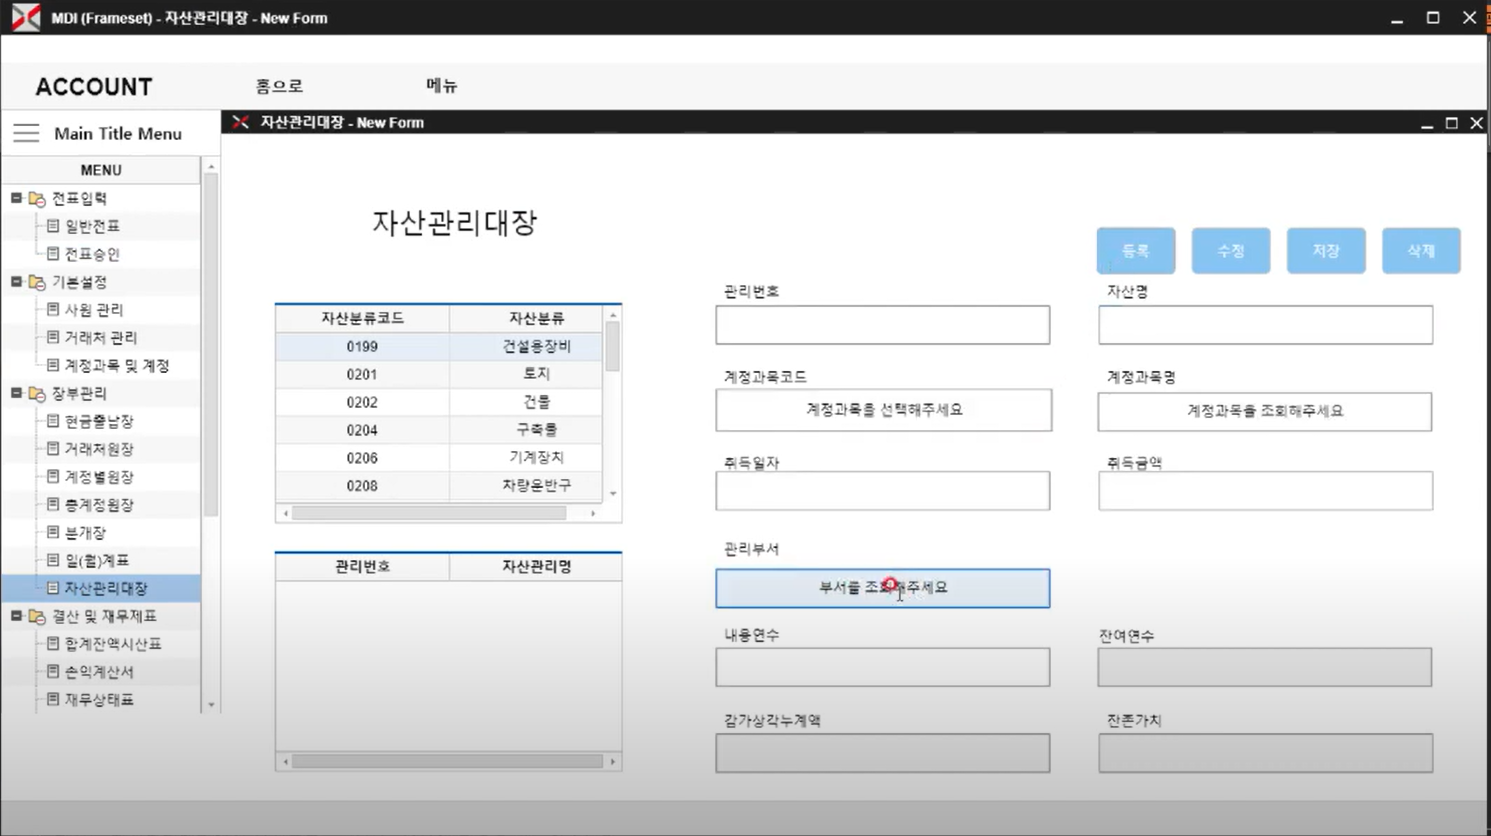 MDI (Frameset) - 자산관리대장 - New Form
ACCOUNT 홈으로 메뉴
Main Title Menu
자산관리대장 - New Form
MENU
전표입력
일반전표
전표승인
기본설정
사원 관리
거래처 관리
계정과목 및 계정
장부관리
현금출납장
거래처원장
계정별원장
총계정원장
분개장
일(월)계표
자산관리대장
결산 및 재무제표
합계잔액시산표
손익계산서
재무상태표
자산관리대장
등록 수정 저장 삭제
자산분류코드 자산분류
0199 건설용장비
0201 토지
0202 건물
0204 구축물
0206 기계장치
0208 차량운반구
관리번호 자산관리명
관리번호 자산명
계정과목코드 계정과목명
계정과목을 선택해주세요 계정과목을 조회해주세요
취득일자 취득금액
관리부서
부서를 조회해주세요
내용연수 잔여연수
감가상각누계액 잔존가치